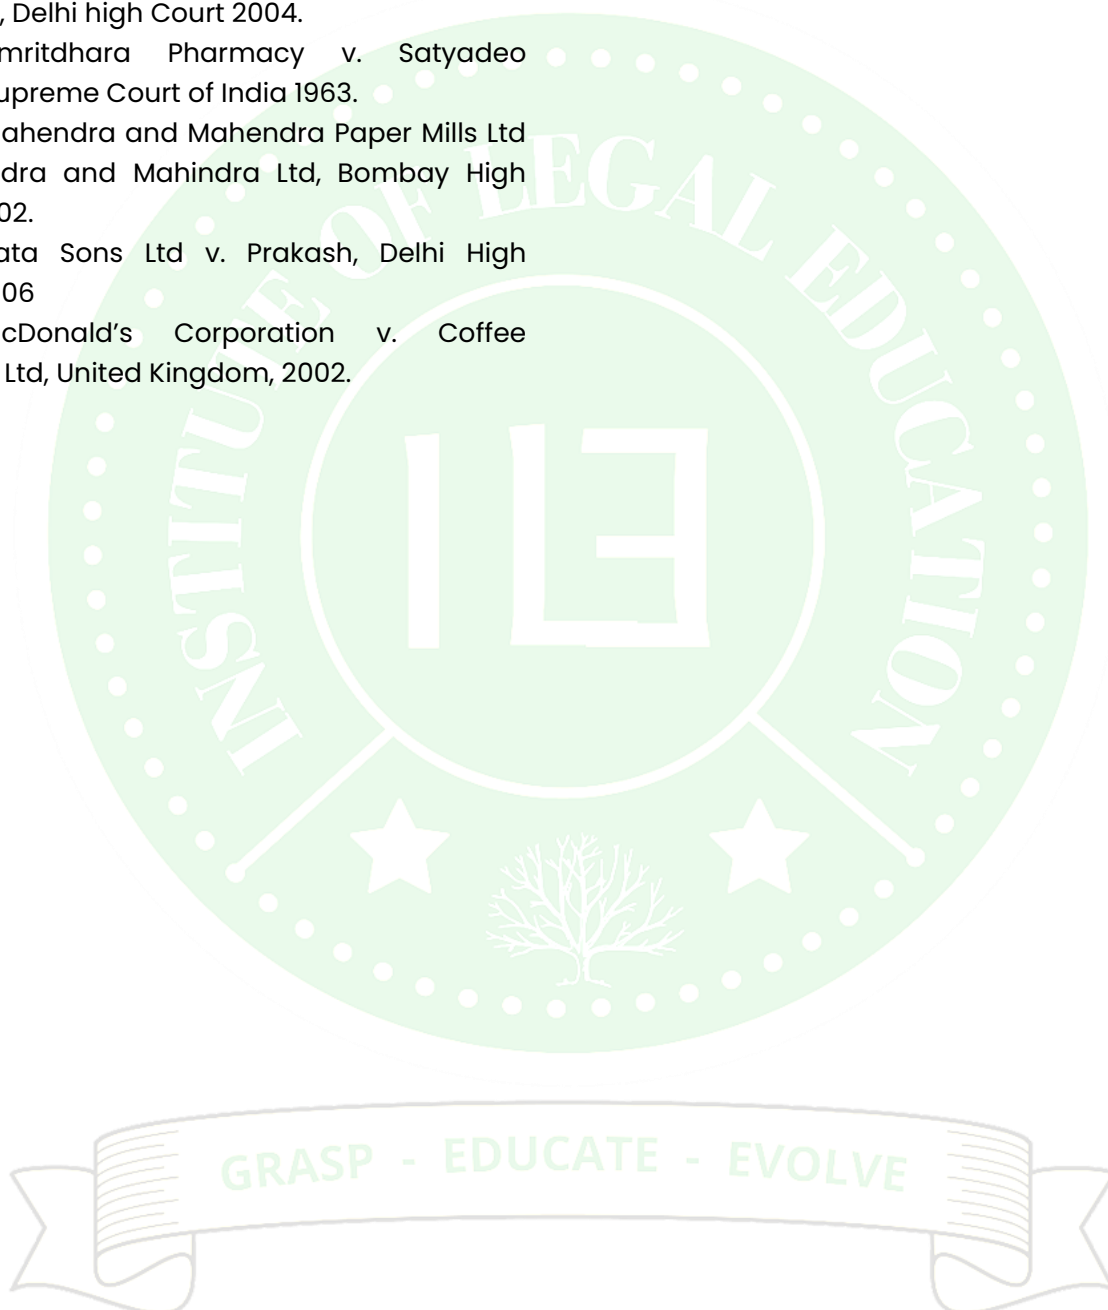 , Delhi high Court 2004.
mritdhara Pharmacy v. Satyadeo
upreme Court of India 1963.
ahendra and Mahendra Paper Mills Ltd
dra and Mahindra Ltd, Bombay High
02.
ata Sons Ltd v. Prakash, Delhi High
06
cDonald’s Corporation v. Coffee
Ltd, United Kingdom, 2002.
INSTITUTE OF LEGAL EDUCATION
ILE
GRASP - EDUCATE - EVOLVE